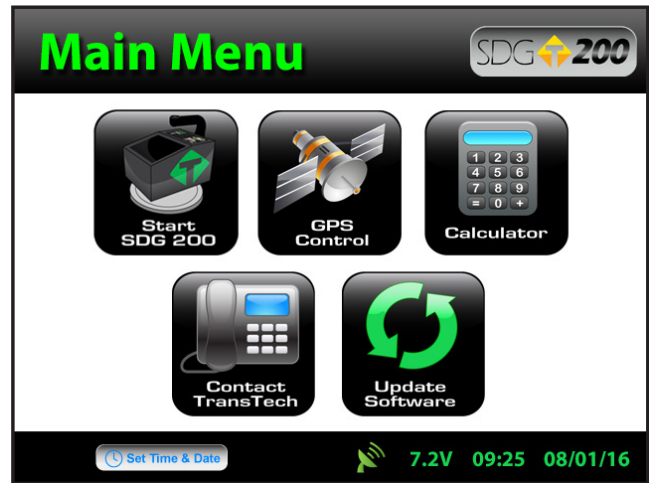 Main Menu
SDG T 200
Start
SDG 200
GPS
Control
1 2 3
4 5 6
7 8 9
= 0 +
Calculator
T
Contact
TransTech
Update
Software
Set Time & Date
7.2V 09:25 08/01/16